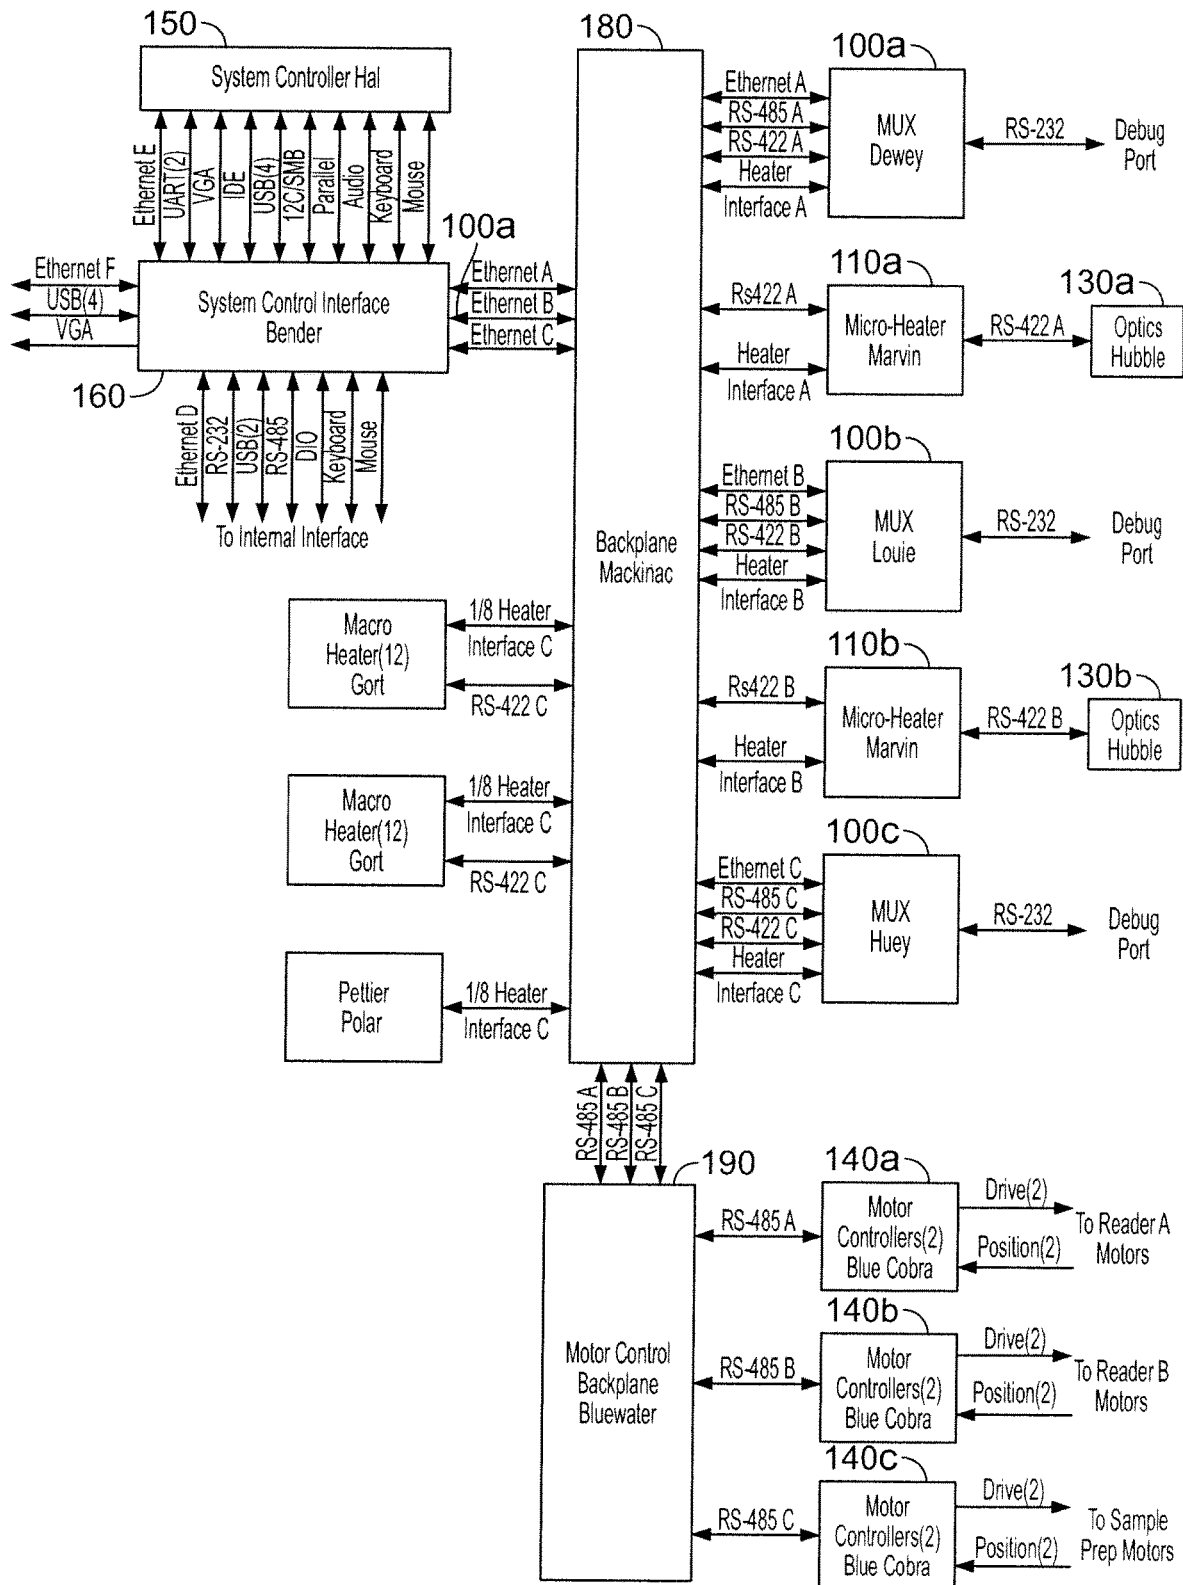 150
System Controller Hal
Ethernet E
UART(2)
VGA
IDE
USB(4)
12C/SMB
Parallel
Audio
Keyboard
Mouse
100a
Ethernet F
USB(4)
VGA
System Control Interface
Bender
160
Ethernet A
Ethernet B
Ethernet C
Ethernet D
RS-232
USB(2)
RS-485
DIO
Keyboard
Mouse
To Internal Interface
Macro
Heater(12)
Gort
1/8 Heater
Interface C
RS-422 C
Macro
Heater(12)
Gort
1/8 Heater
Interface C
RS-422 C
Pettier
Polar
1/8 Heater
Interface C
180
Backplane
Mackinac
Ethernet A
RS-485 A
RS-422 A
Heater
Interface A
100a
MUX
Dewey
RS-232
Debug
Port
Rs422 A
Heater
Interface A
110a
Micro-Heater
Marvin
RS-422 A
130a
Optics
Hubble
Ethernet B
RS-485 B
RS-422 B
Heater
Interface B
100b
MUX
Louie
RS-232
Debug
Port
Rs422 B
Heater
Interface B
110b
Micro-Heater
Marvin
RS-422 B
130b
Optics
Hubble
Ethernet C
RS-485 C
RS-422 C
Heater
Interface C
100c
MUX
Huey
RS-232
Debug
Port
RS-485 A
RS-485 B
RS-485 C
190
Motor Control
Backplane
Bluewater
RS-485 A
140a
Motor
Controllers(2)
Blue Cobra
Drive(2)
Position(2)
To Reader A
Motors
RS-485 B
140b
Motor
Controllers(2)
Blue Cobra
Drive(2)
Position(2)
To Reader B
Motors
RS-485 C
140c
Motor
Controllers(2)
Blue Cobra
Drive(2)
Position(2)
To Sample
Prep Motors